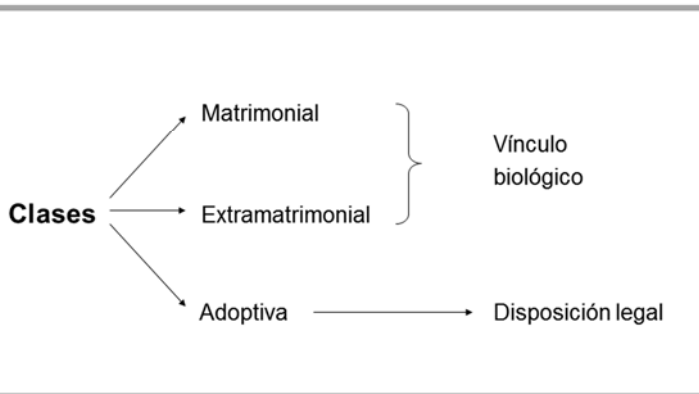 Matrimonial
Vínculo
biológico
Clases
Extramatrimonial
Adoptiva
Disposición legal